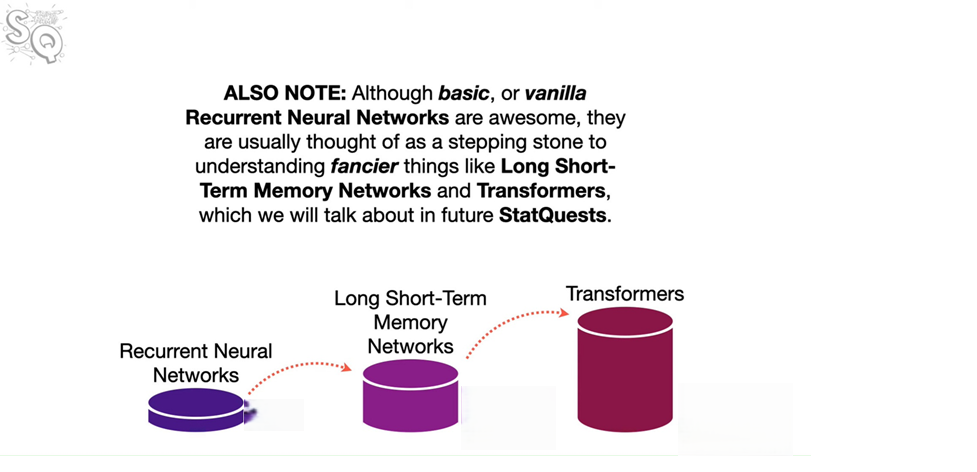 SQ
ALSO NOTE: Although basic, or vanilla
Recurrent Neural Networks are awesome, they
are usually thought of as a stepping stone to
understanding fancier things like Long Short-
Term Memory Networks and Transformers,
which we will talk about in future StatQuests.
Transformers
Long Short-Term
Memory
Networks
Recurrent Neural
Networks